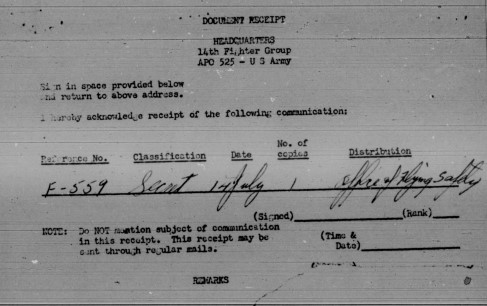 DOCUMENT RECEIPT
HEADQUARTERS
14th Fighter Group
APO 525 - U S Army
Sign in space provided below
and return to above address.
I hereby acknowledge receipt of the following communication:
Reference No. Classification Date No. of copies Distribution
F-559 Secret 14 July 1 Office of Flying Safety
(Signed) (Rank)
NOTE: Do NOT mention subject of communication
in this receipt. This receipt may be
sent through regular mails.
(Time & Date)
REMARKS